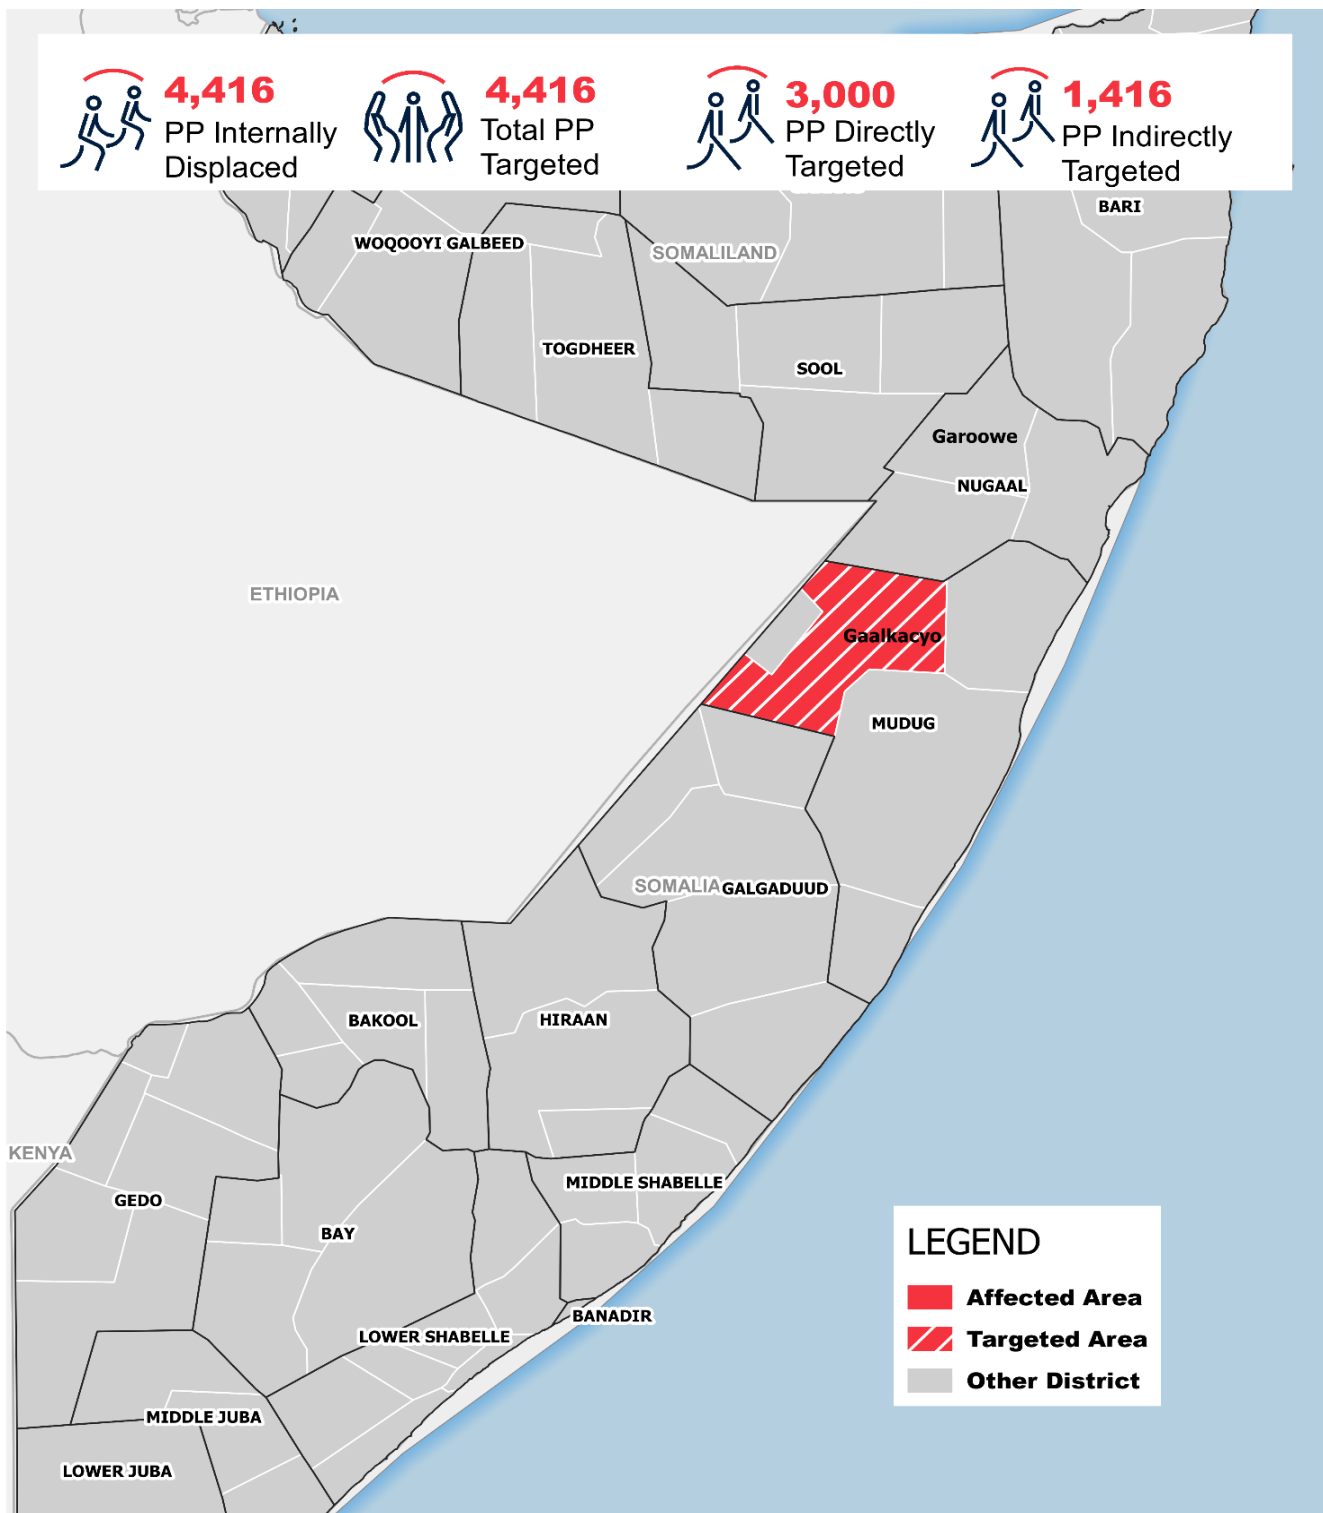 4,416
PP Internally
Displaced
4,416
Total PP
Targeted
3,000
PP Directly
Targeted
1,416
PP Indirectly
Targeted
BARI
WOQOOYI GALBEED
SOMALILAND
TOGDHEER
SOOL
Garoowe
NUGAAL
ETHIOPIA
Gaalkacyo
MUDUG
SOMALIA
GALGADUUD
BAKOOL
HIRAAN
KENYA
MIDDLE SHABELLE
GEDO
BAY
LEGEND
Affected Area
Targeted Area
Other District
BANADIR
LOWER SHABELLE
MIDDLE JUBA
LOWER JUBA